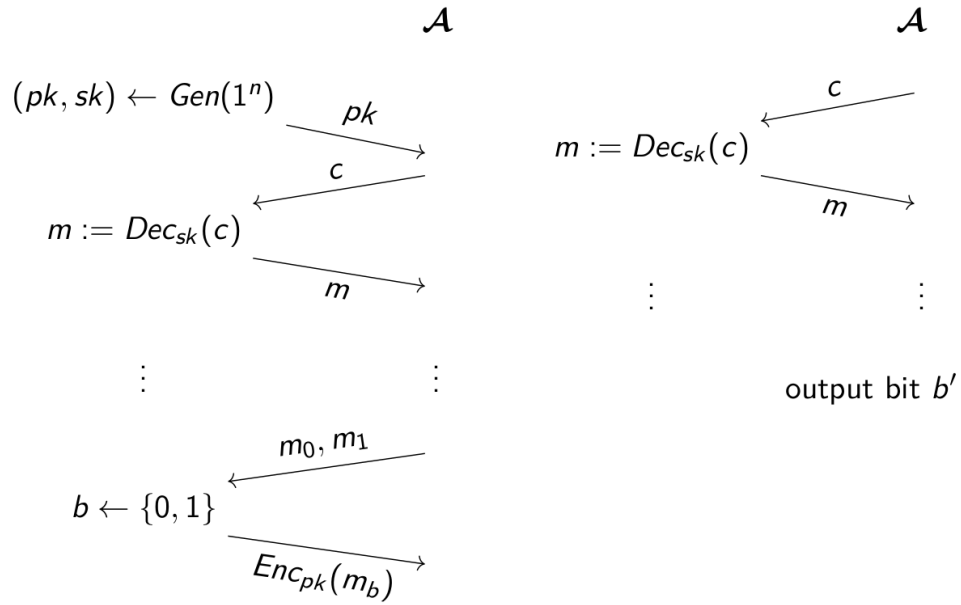 𝓐
(pk, sk) ← Gen(1ⁿ)
pk
c
m := Dec_sk(c)
m
⋮ ⋮
m₀, m₁
b ← {0, 1}
Enc_pk(m_b)
𝓐
c
m := Dec_sk(c)
m
⋮ ⋮
output bit b′